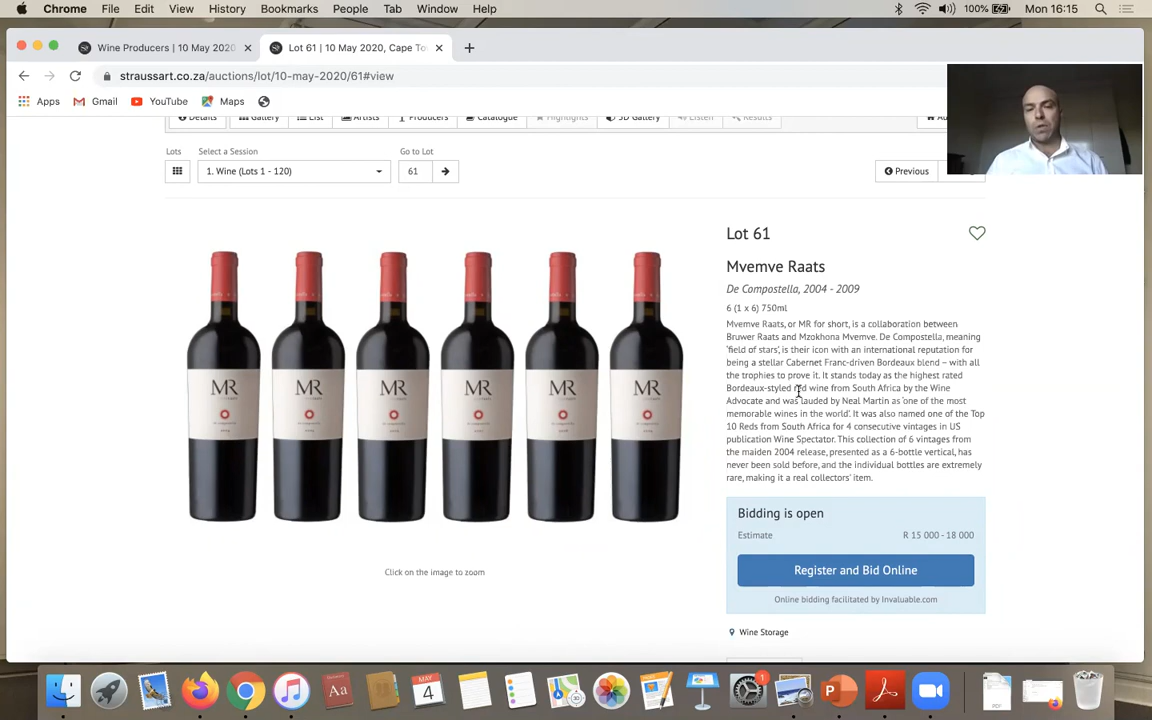 Chrome File Edit View History Bookmarks People Tab Window Help 100% Mon 16:15
Wine Producers | 10 May 2020 Lot 61 | 10 May 2020, Cape To
straussart.co.za/auctions/lot/10-may-2020/61#view
Apps Gmail YouTube Maps
Details Gallery List Artists Producers Catalogue Highlights 3D Gallery Listen Results
Lots Select a Session Go to Lot
1. Wine (Lots 1 - 120) 61 Previous
Lot 61
Mvemve Raats
De Compostella, 2004 - 2009
6 (1 x 6) 750ml
Mvemve Raats, or MR for short, is a collaboration between
Bruwer Raats and Mzokhona Mvemve. De Compostella, meaning
'field of stars', is their icon with an international reputation for
being a stellar Cabernet Franc-driven Bordeaux blend – with all
the trophies to prove it. It stands today as the highest rated
Bordeaux-styled red wine from South Africa by the Wine
Advocate and was lauded by Neal Martin as 'one of the most
memorable wines in the world'. It was also named one of the Top
10 Reds from South Africa for 4 consecutive vintages in US
publication Wine Spectator. This collection of 6 vintages from
the maiden 2004 release, presented as a 6-bottle vertical, has
never been sold before, and the individual bottles are extremely
rare, making it a real collectors' item.
MR MR MR MR MR MR
Bidding is open
Estimate R 15 000 - 18 000
Register and Bid Online
Click on the image to zoom
Online bidding facilitated by Invaluable.com
Wine Storage
Aa MAY 4 1 P